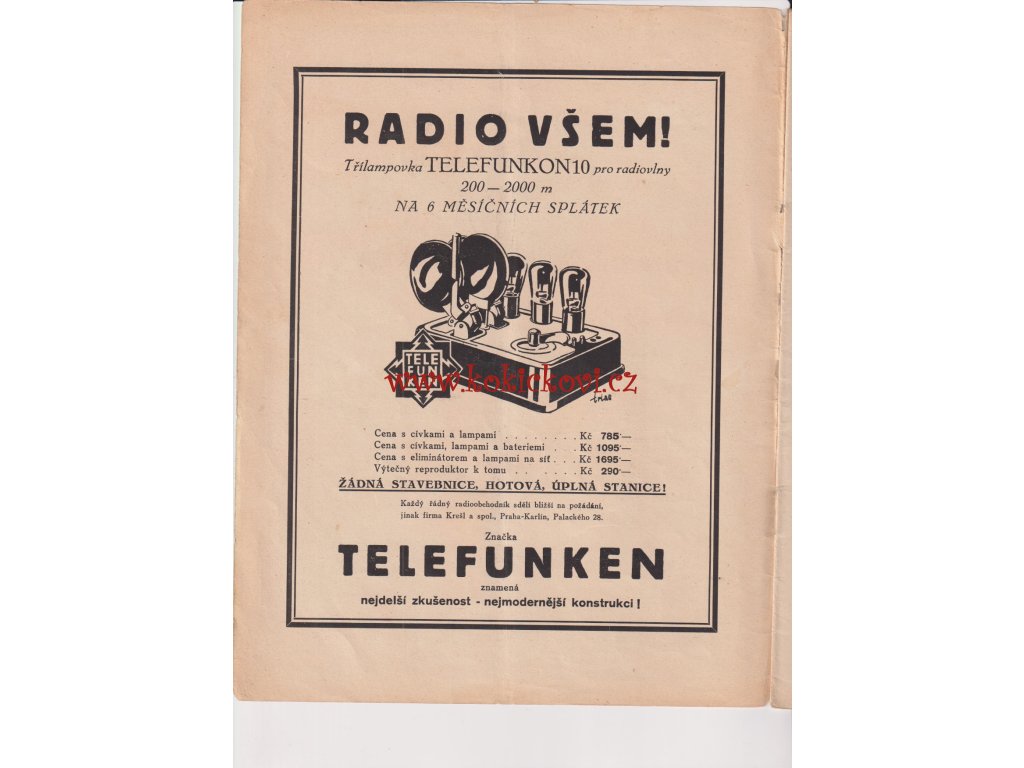 RADIO VŠEM!
Třílampovka TELEFUNKON 10 pro radiovlny
200 — 2000 m
NA 6 MĚSÍČNÍCH SPLÁTEK
TELE
FUN
KEN
www.kokickovi.cz
Cena s cívkami a lampami . . . . . . . . Kč 785·—
Cena s cívkami, lampami a bateriemi . . Kč 1095·—
Cena s eliminátorem a lampami na síť . . . Kč 1695·—
Výtečný reproduktor k tomu . . . . . . Kč 290·—
ŽÁDNÁ STAVEBNICE, HOTOVÁ, ÚPLNÁ STANICE!
Každý řádný radioobchodník sdělí bližší na požádání,
jinak firma Krešl a spol., Praha-Karlín, Palackého 28.
Značka
TELEFUNKEN
znamená
nejdelší zkušenost - nejmodernější konstrukci!